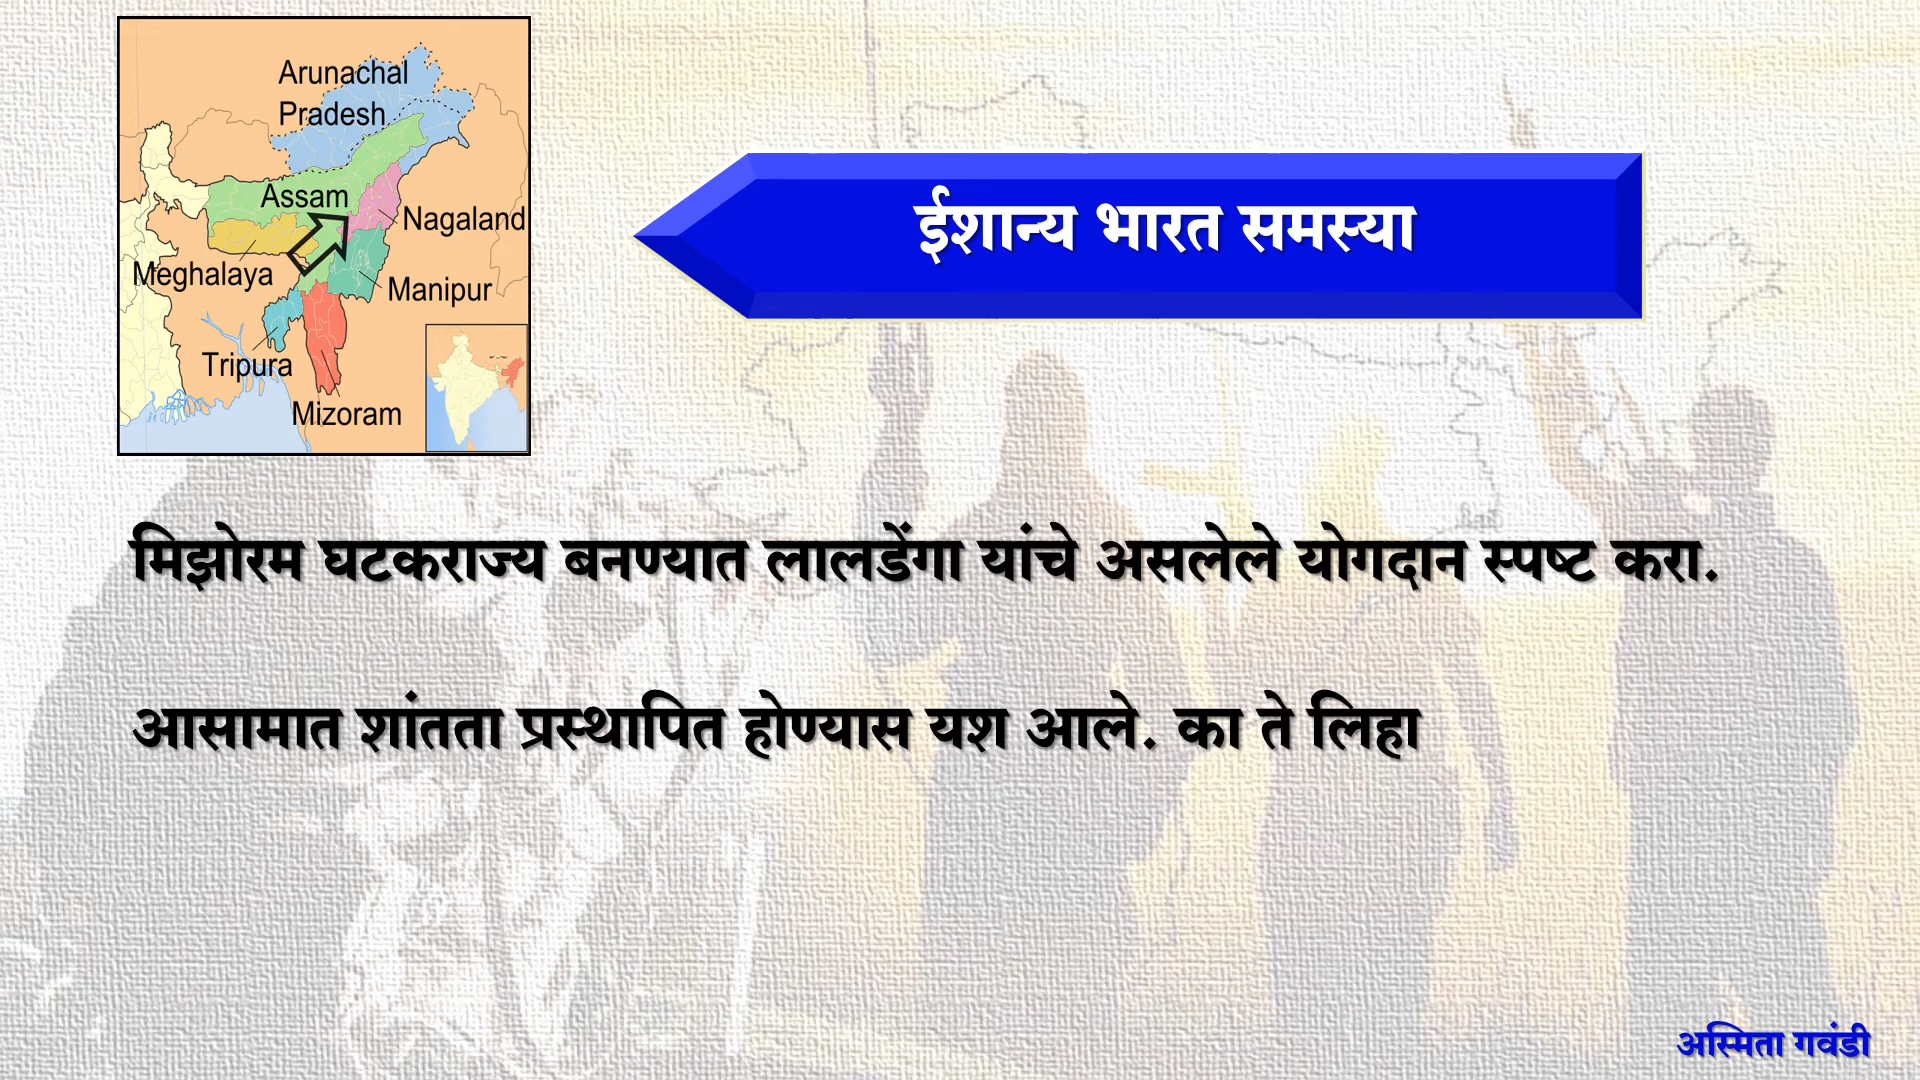 Arunachal
Pradesh
Assam
Nagaland
Meghalaya
Manipur
Tripura
Mizoram
ईशान्य भारत समस्या
मिझोरम घटकराज्य बनण्यात लालडेंगा यांचे असलेले योगदान स्पष्ट करा.
आसामात शांतता प्रस्थापित होण्यास यश आले. का ते लिहा
अस्मिता गवंडी